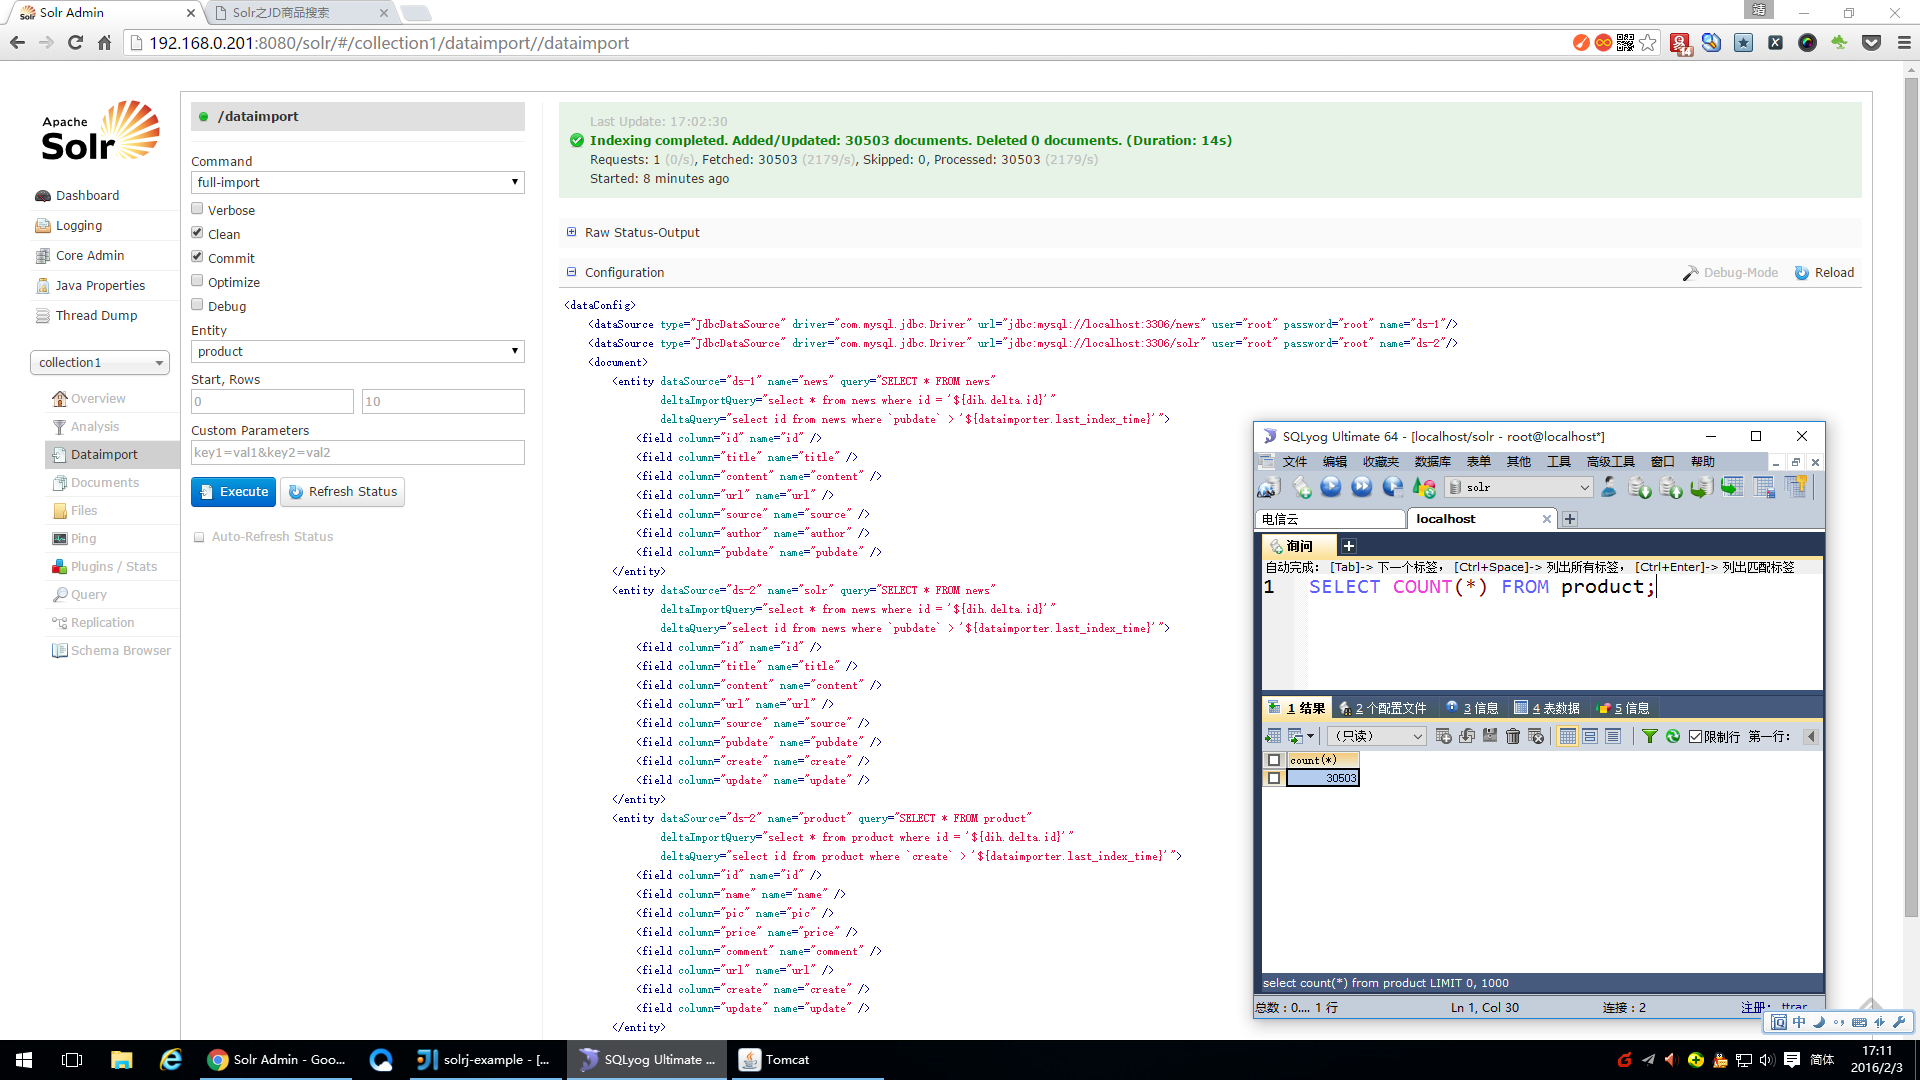 Solr Admin
Solr之JD商品搜索
靖
192.168.0.201:8080/solr/#/collection1/dataimport//dataimport
14
Apache
Solr
Dashboard
Logging
Core Admin
Java Properties
Thread Dump
collection1
Overview
Analysis
Dataimport
Documents
Files
Ping
Plugins / Stats
Query
Replication
Schema Browser
/dataimport
Command
full-import
Verbose
Clean
Commit
Optimize
Debug
Entity
product
Start, Rows
0
10
Custom Parameters
key1=val1&key2=val2
Execute
Refresh Status
Auto-Refresh Status
Last Update: 17:02:30
Indexing completed. Added/Updated: 30503 documents. Deleted 0 documents. (Duration: 14s)
Requests: 1 (0/s), Fetched: 30503 (2179/s), Skipped: 0, Processed: 30503 (2179/s)
Started: 8 minutes ago
Raw Status-Output
Configuration
Debug-Mode
Reload
<dataConfig>
<dataSource type="JdbcDataSource" driver="com.mysql.jdbc.Driver" url="jdbc:mysql://localhost:3306/news" user="root" password="root" name="ds-1"/>
<dataSource type="JdbcDataSource" driver="com.mysql.jdbc.Driver" url="jdbc:mysql://localhost:3306/solr" user="root" password="root" name="ds-2"/>
<document>
<entity dataSource="ds-1" name="news" query="SELECT * FROM news"
deltaImportQuery="select * from news where id = '${dih.delta.id}'"
deltaQuery="select id from news where `pubdate` > '${dataimporter.last_index_time}'">
<field column="id" name="id" />
<field column="title" name="title" />
<field column="content" name="content" />
<field column="url" name="url" />
<field column="source" name="source" />
<field column="author" name="author" />
<field column="pubdate" name="pubdate" />
</entity>
<entity dataSource="ds-2" name="solr" query="SELECT * FROM news"
deltaImportQuery="select * from news where id = '${dih.delta.id}'"
deltaQuery="select id from news where `pubdate` > '${dataimporter.last_index_time}'">
<field column="id" name="id" />
<field column="title" name="title" />
<field column="content" name="content" />
<field column="url" name="url" />
<field column="source" name="source" />
<field column="pubdate" name="pubdate" />
<field column="create" name="create" />
<field column="update" name="update" />
</entity>
<entity dataSource="ds-2" name="product" query="SELECT * FROM product"
deltaImportQuery="select * from product where id = '${dih.delta.id}'"
deltaQuery="select id from product where `create` > '${dataimporter.last_index_time}'">
<field column="id" name="id" />
<field column="name" name="name" />
<field column="pic" name="pic" />
<field column="price" name="price" />
<field column="comment" name="comment" />
<field column="url" name="url" />
<field column="create" name="create" />
<field column="update" name="update" />
</entity>
SQLyog Ultimate 64 - [localhost/solr - root@localhost*]
文件 编辑 收藏夹 数据库 表单 其他 工具 高级工具 窗口 帮助
solr
电信云
localhost
询问
自动完成: [Tab]-> 下一个标签, [Ctrl+Space]-> 列出所有标签, [Ctrl+Enter]-> 列出匹配标签
1 SELECT COUNT(*) FROM product;
1 结果 2 个配置文件 3 信息 4 表数据 5 信息
(只读)
限制行 第一行:
count(*)
30503
select count(*) from product LIMIT 0, 1000
总数: 0.... 1 行
Ln 1, Col 30
连接: 2
注册: ttrar
中
Solr Admin - Goo...
solrj-example - [...
SQLyog Ultimate ...
Tomcat
简体
17:11
2016/2/3